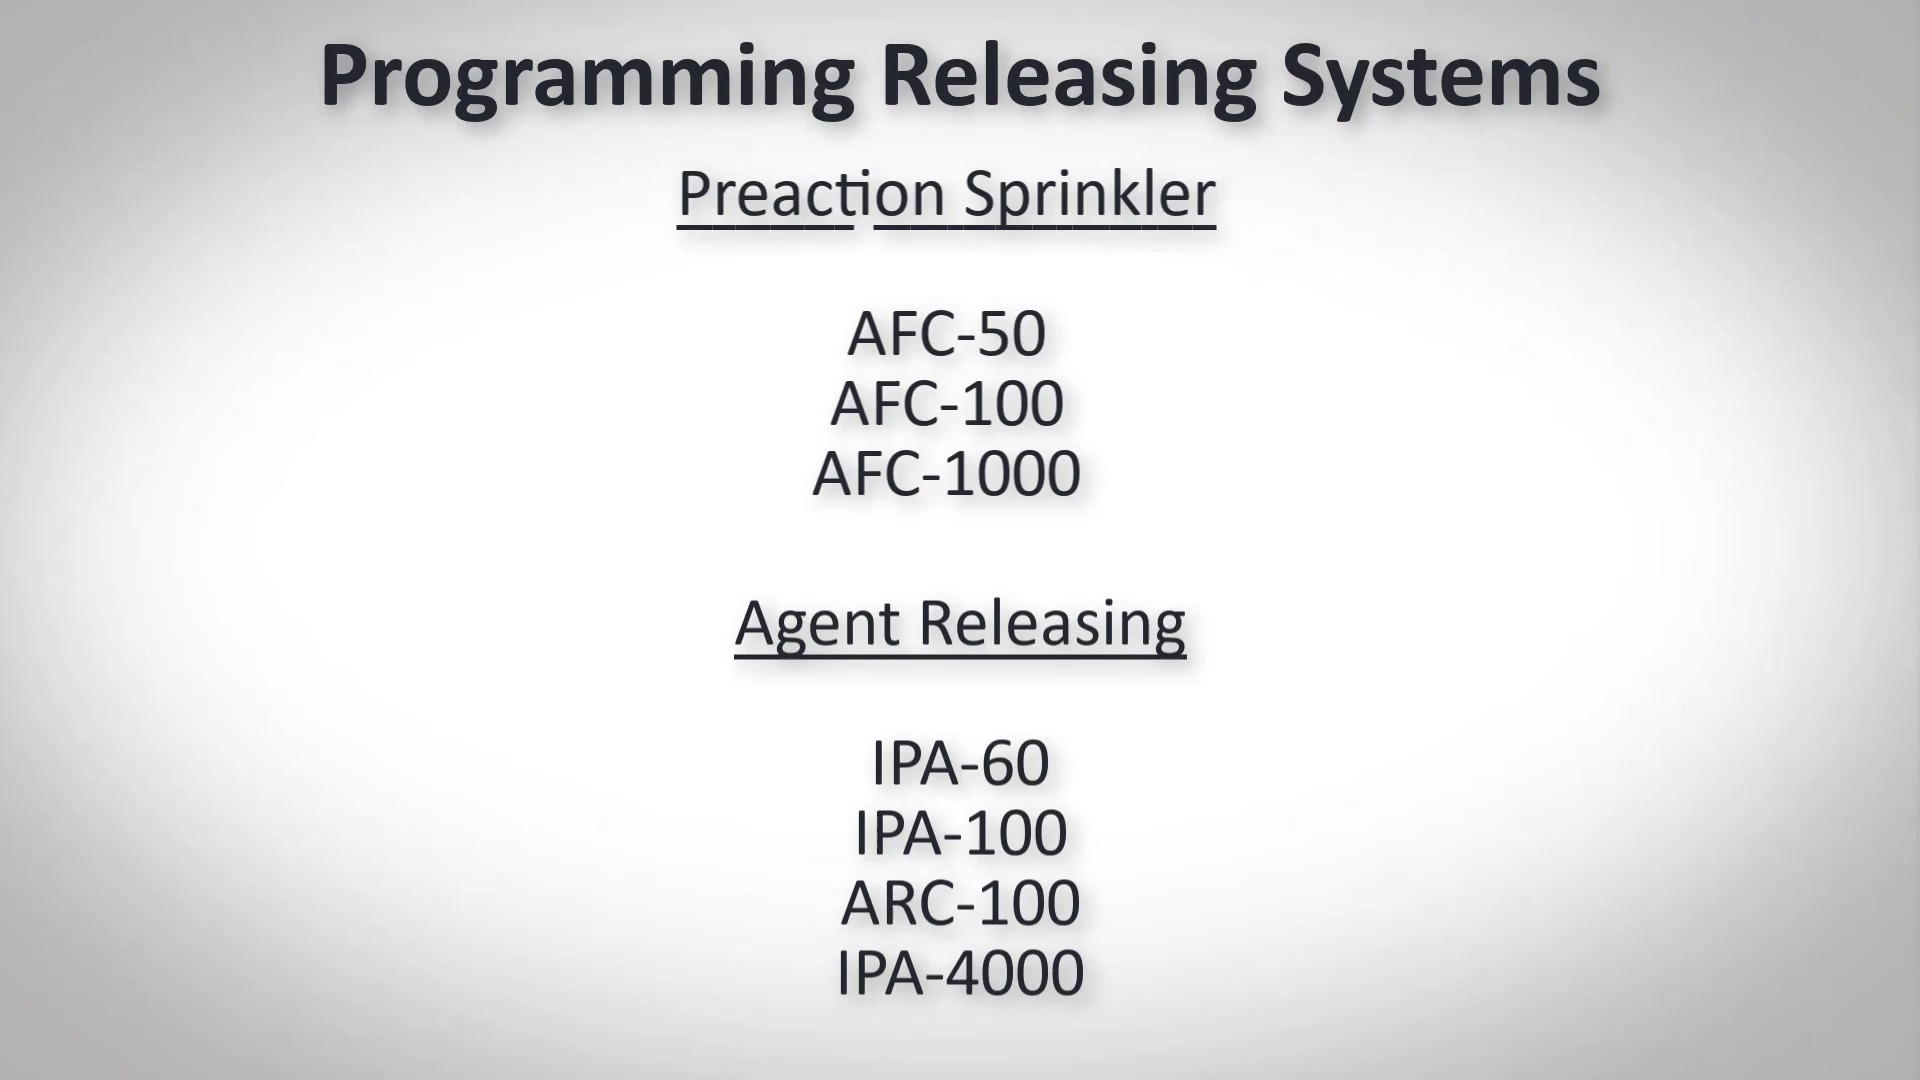 Programming Releasing Systems
Preaction Sprinkler
AFC-50
AFC-100
AFC-1000
Agent Releasing
IPA-60
IPA-100
ARC-100
IPA-4000